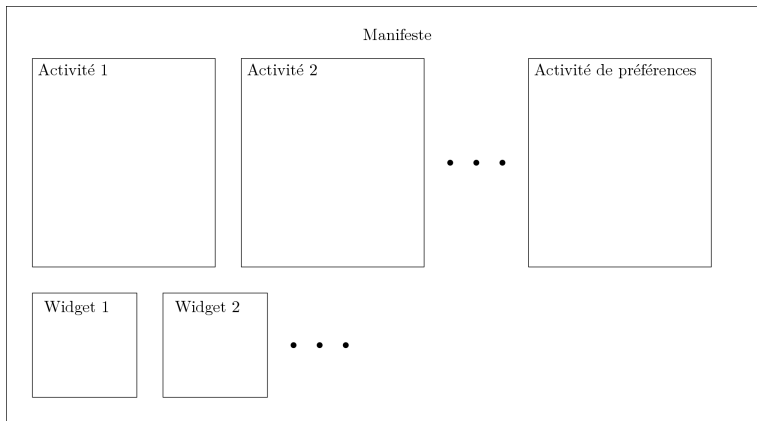 Manifeste
Activité 1
Activité 2
Activité de préférences
Widget 1
Widget 2